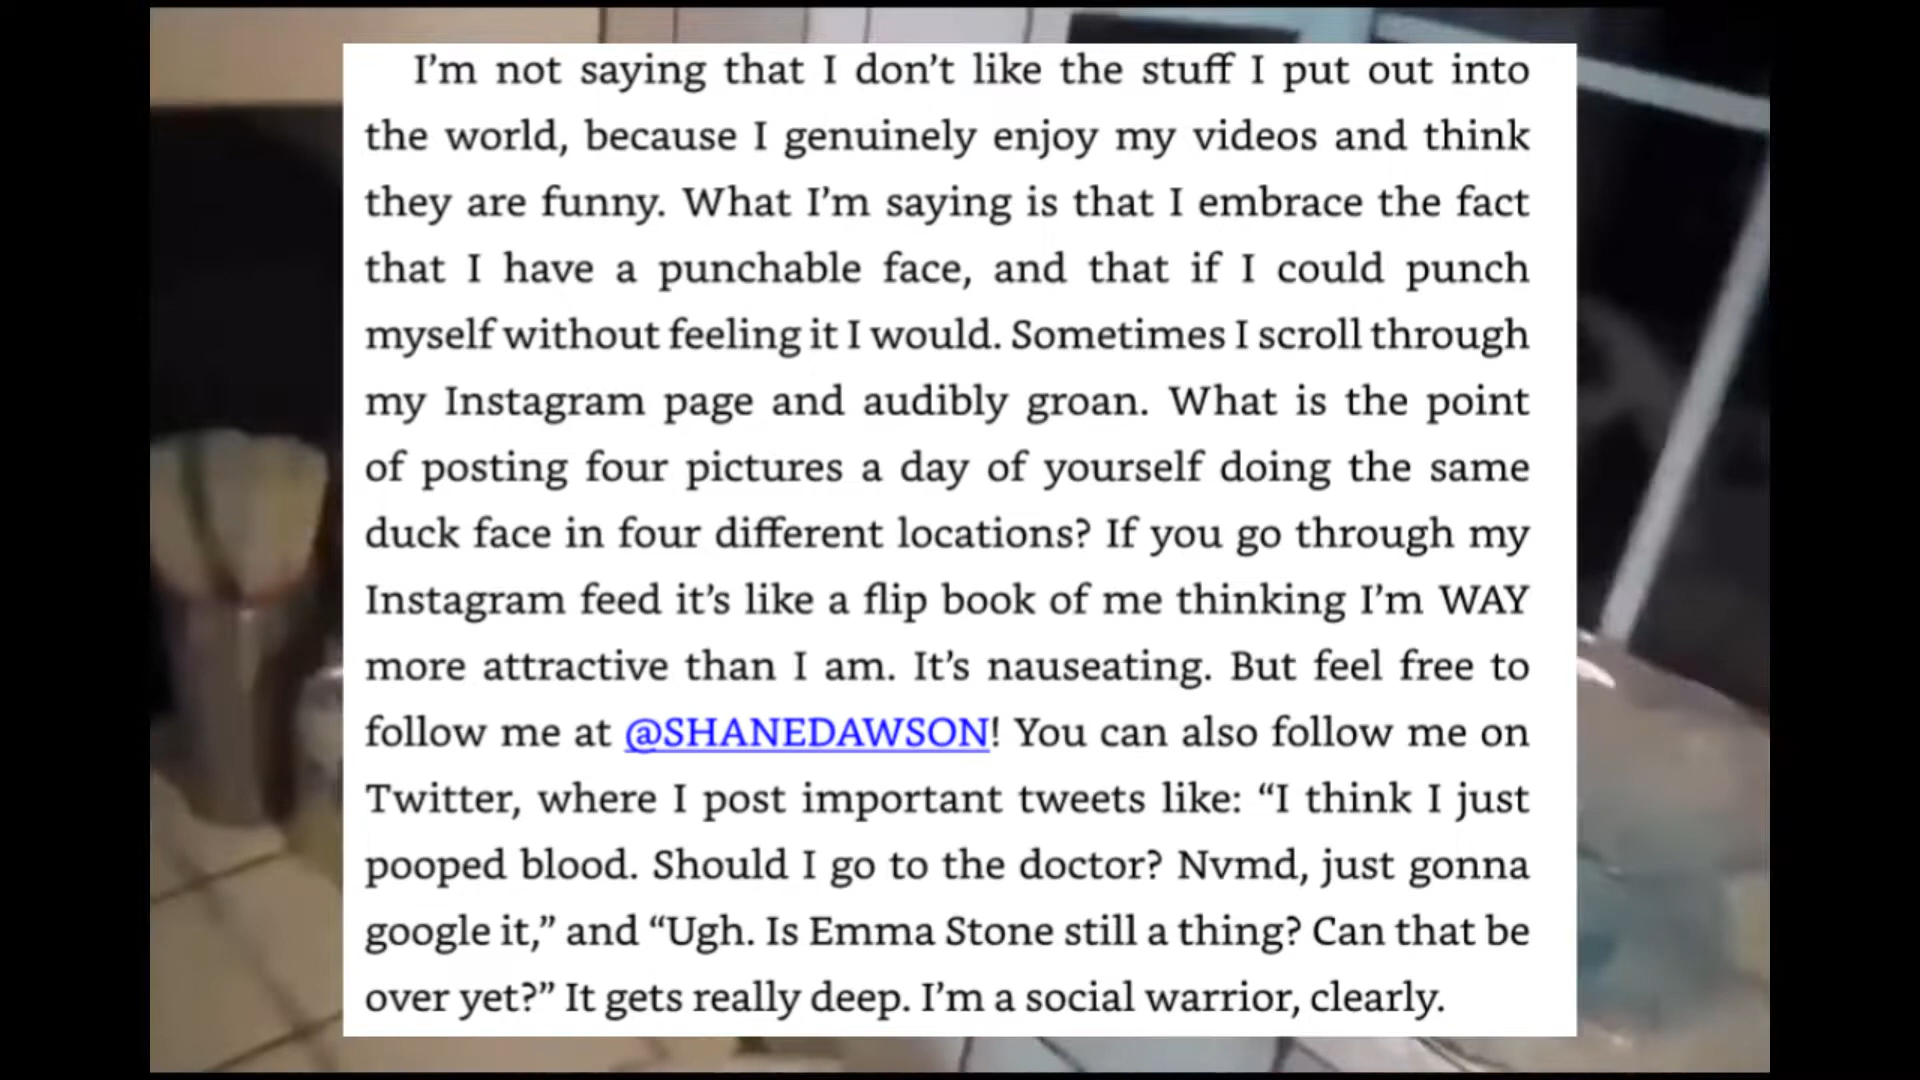 I’m not saying that I don’t like the stuff I put out into
the world, because I genuinely enjoy my videos and think
they are funny. What I’m saying is that I embrace the fact
that I have a punchable face, and that if I could punch
myself without feeling it I would. Sometimes I scroll through
my Instagram page and audibly groan. What is the point
of posting four pictures a day of yourself doing the same
duck face in four different locations? If you go through my
Instagram feed it’s like a flip book of me thinking I’m WAY
more attractive than I am. It’s nauseating. But feel free to
follow me at @SHANEDAWSON! You can also follow me on
Twitter, where I post important tweets like: “I think I just
pooped blood. Should I go to the doctor? Nvmd, just gonna
google it,” and “Ugh. Is Emma Stone still a thing? Can that be
over yet?” It gets really deep. I’m a social warrior, clearly.